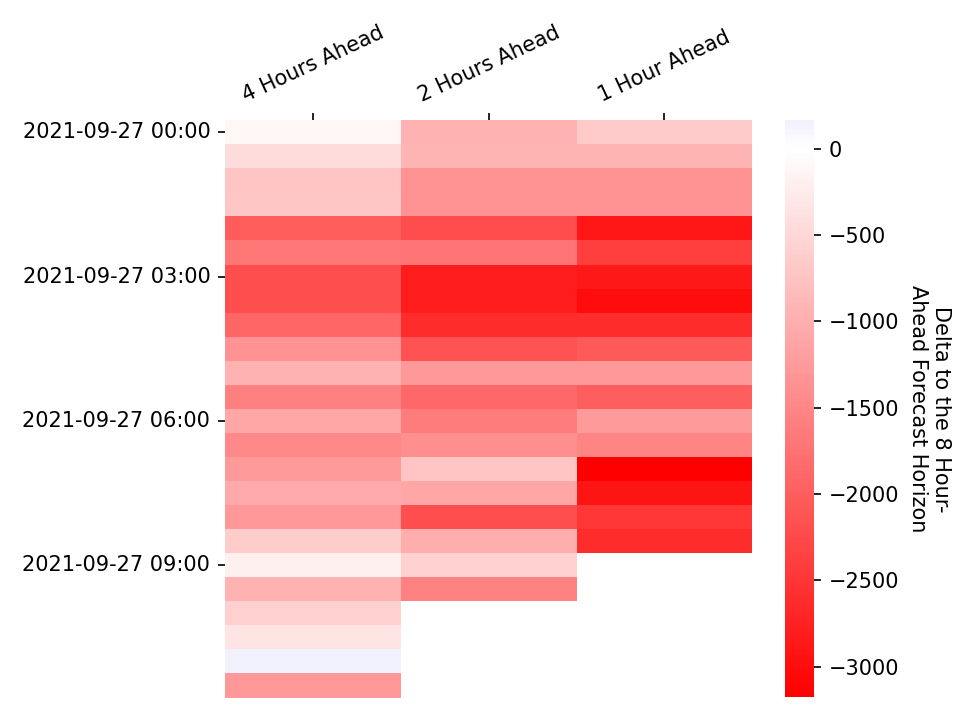 4 Hours Ahead
2 Hours Ahead
1 Hour Ahead
2021-09-27 00:00
2021-09-27 03:00
2021-09-27 06:00
2021-09-27 09:00
0
−500
−1000
−1500
−2000
−2500
−3000
Delta to the 8 Hour-
Ahead Forecast Horizon